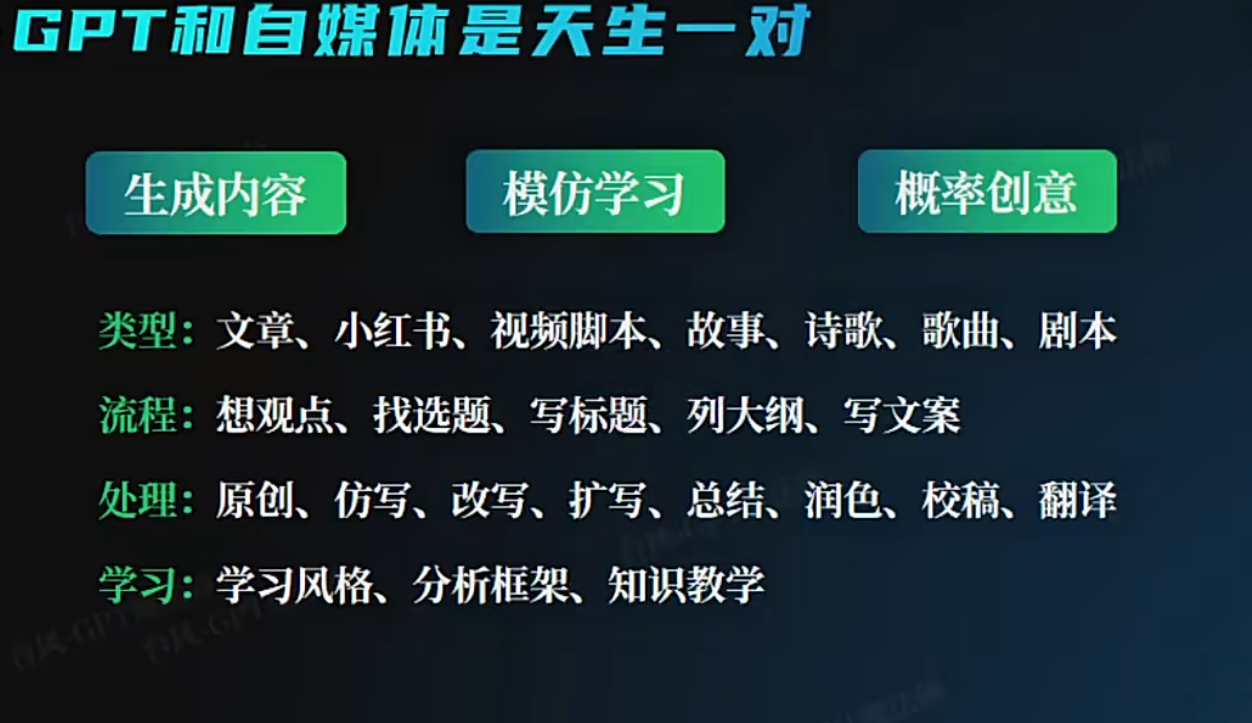 GPT和自媒体是天生一对
生成内容
模仿学习
概率创意
类型：文章、小红书、视频脚本、故事、诗歌、歌曲、剧本
流程：想观点、找选题、写标题、列大纲、写文案
处理：原创、仿写、改写、扩写、总结、润色、校稿、翻译
学习：学习风格、分析框架、知识教学